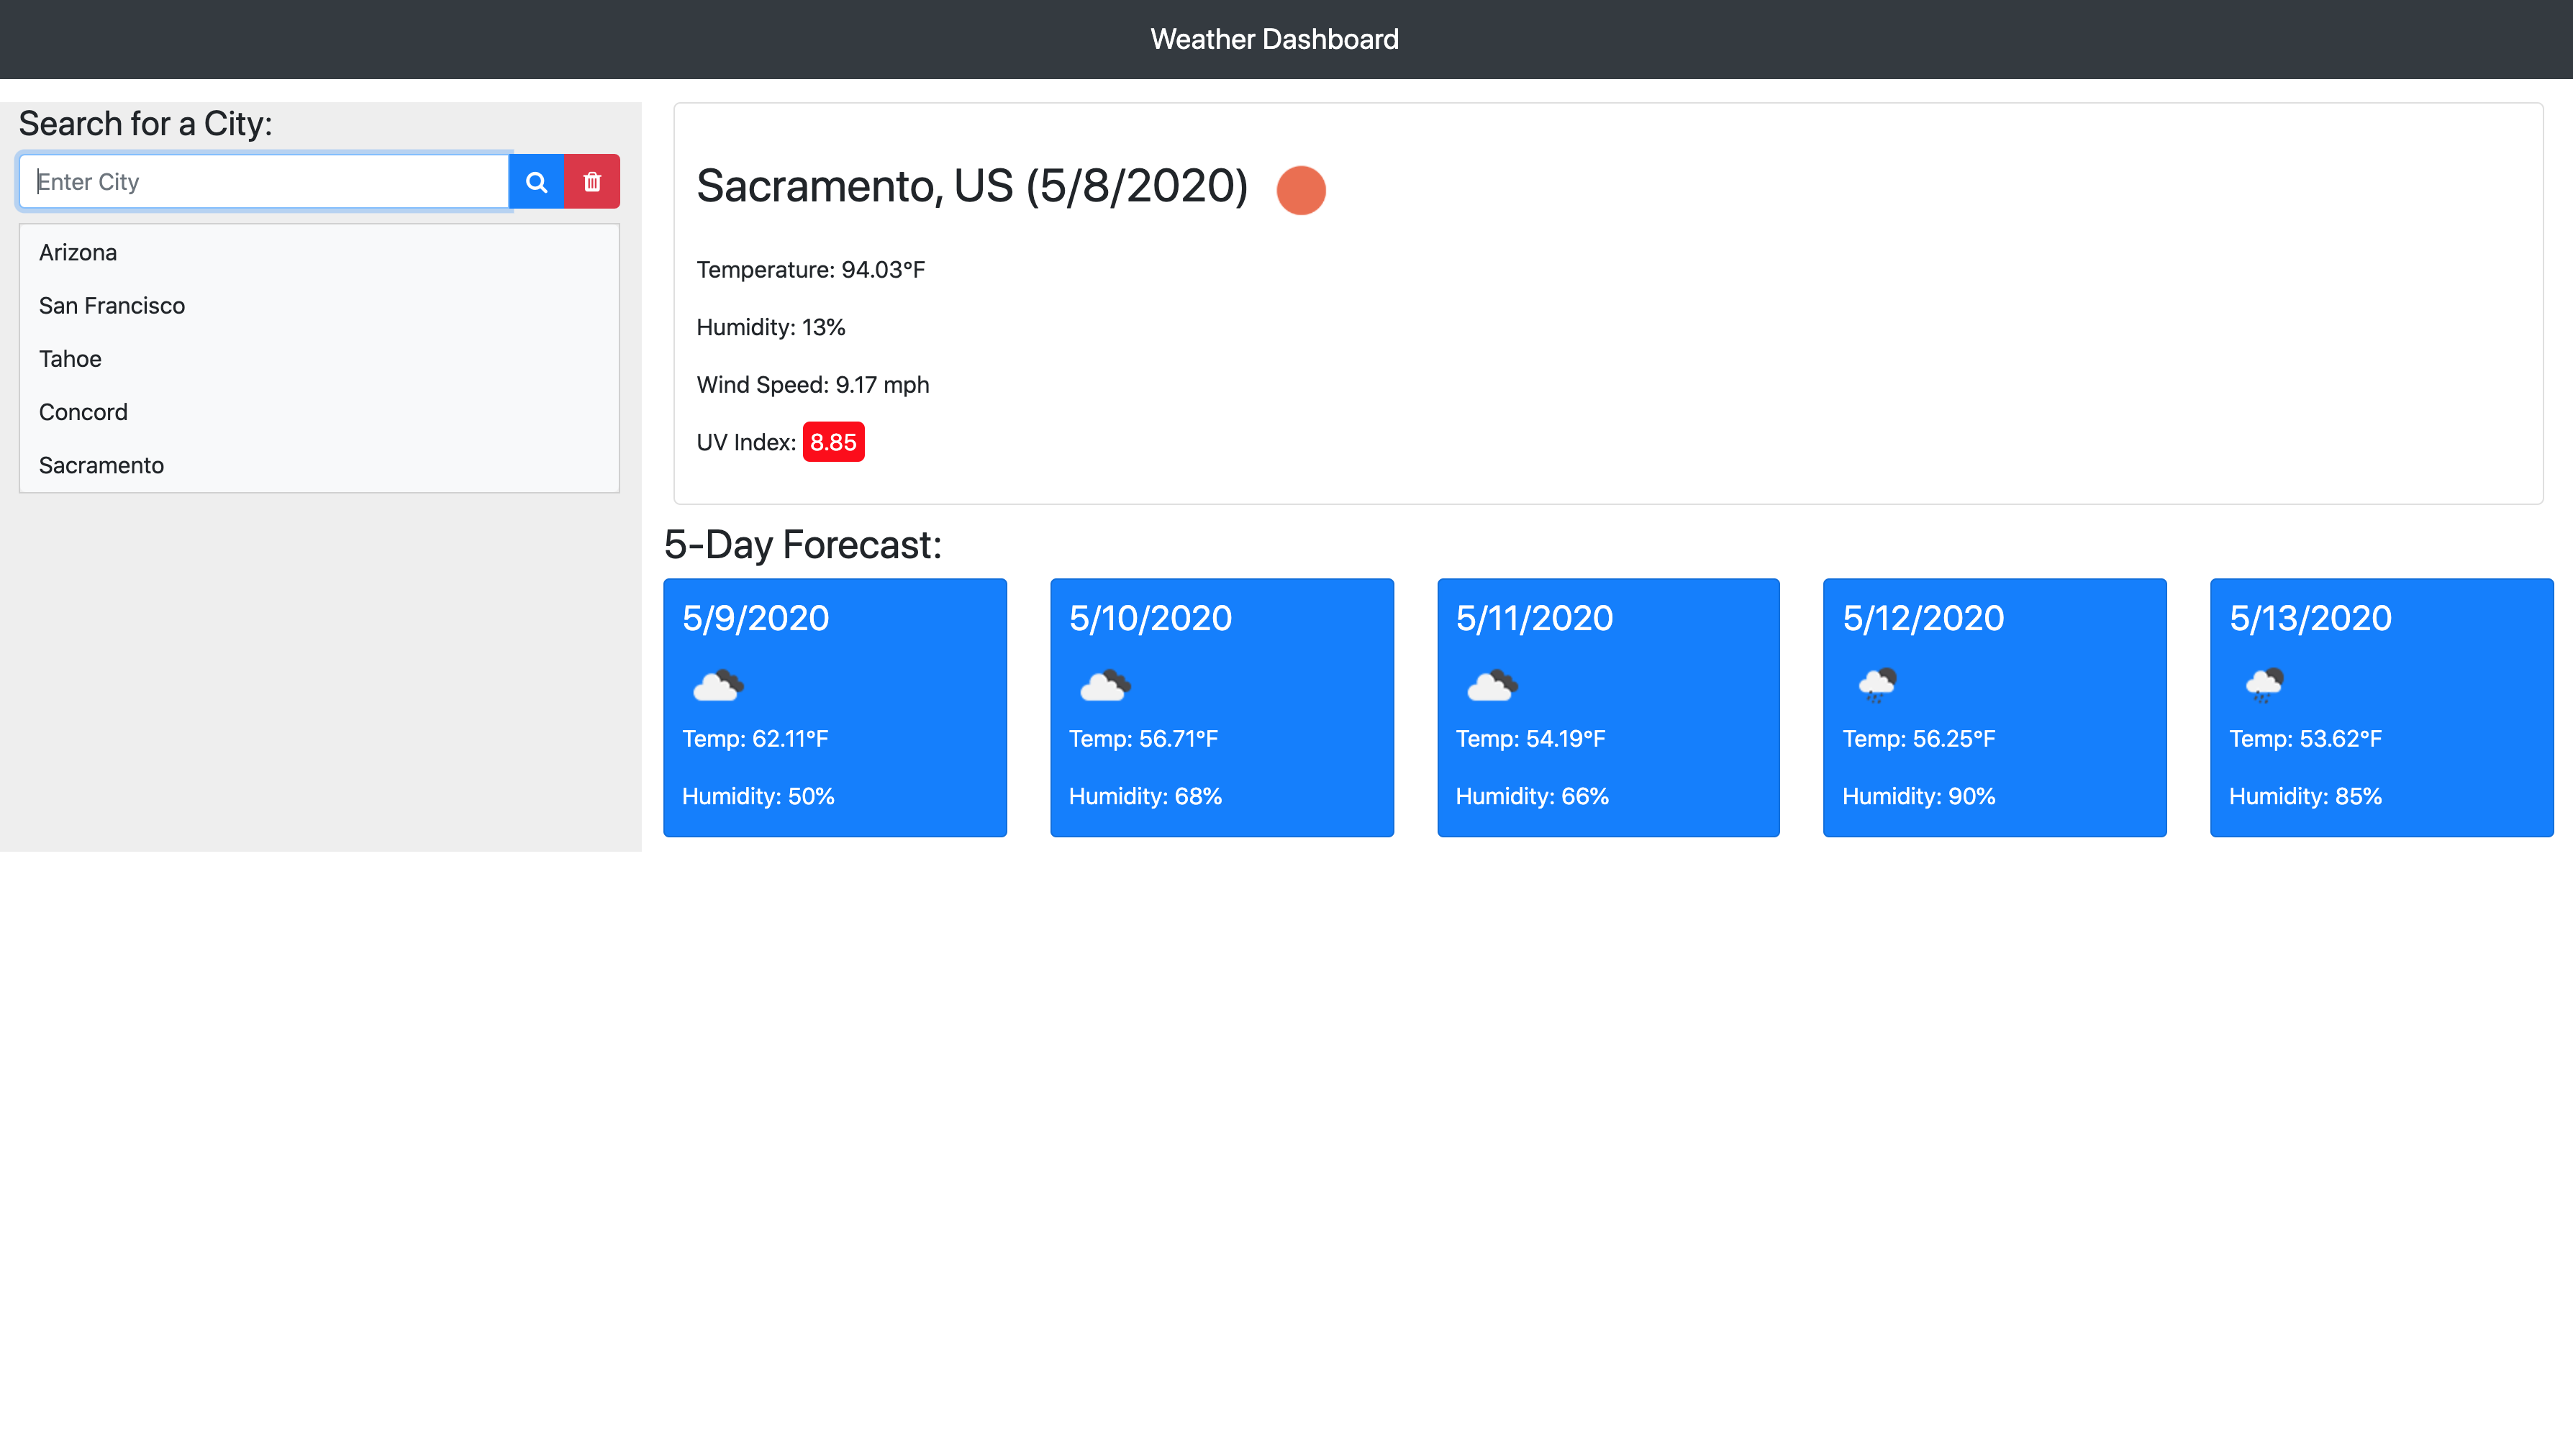 Weather Dashboard
Search for a City:
Enter City
Arizona
San Francisco
Tahoe
Concord
Sacramento
Sacramento, US (5/8/2020)
Temperature: 94.03°F
Humidity: 13%
Wind Speed: 9.17 mph
UV Index: 8.85
5-Day Forecast:
5/9/2020
Temp: 62.11°F
Humidity: 50%
5/10/2020
Temp: 56.71°F
Humidity: 68%
5/11/2020
Temp: 54.19°F
Humidity: 66%
5/12/2020
Temp: 56.25°F
Humidity: 90%
5/13/2020
Temp: 53.62°F
Humidity: 85%